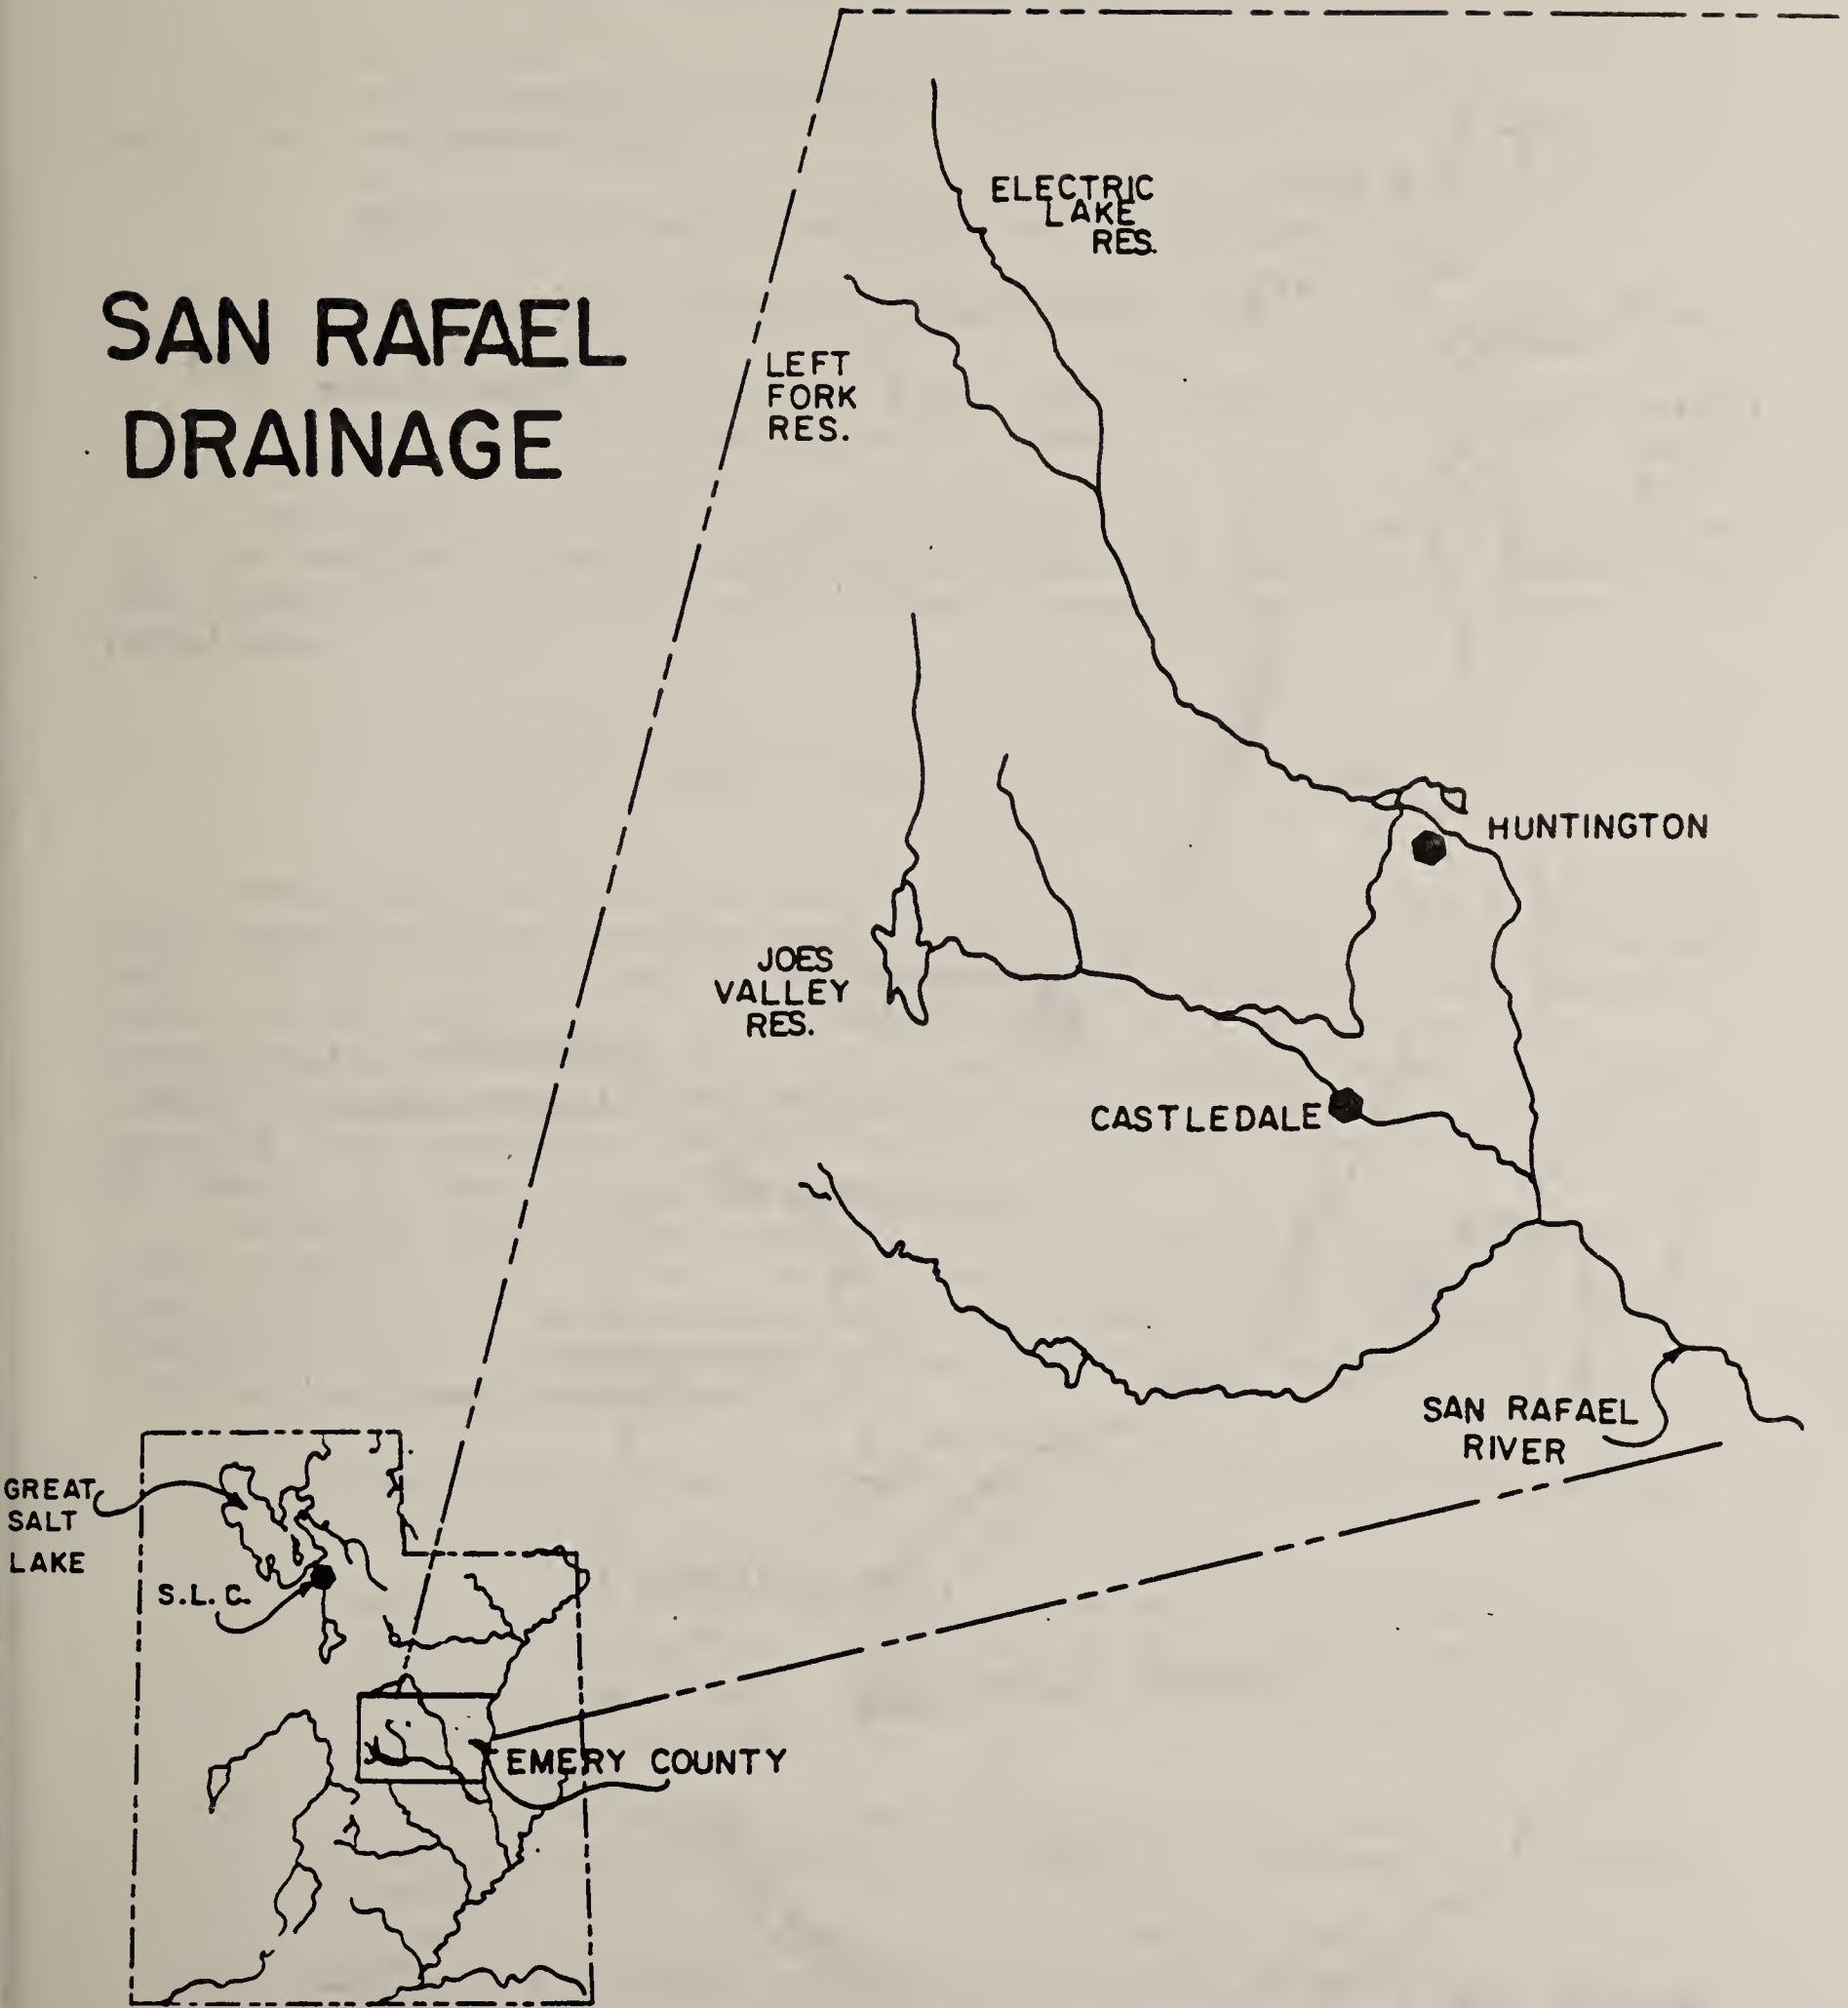 SAN RAFAEL
DRAINAGE
ELECTRIC
LAKE
RES.
LEFT
FORK
RES.
HUNTINGTON
JOES
VALLEY
RES.
CASTLEDALE
SAN RAFAEL
RIVER
GREAT
SALT
LAKE
S.L.C.
EMERY COUNTY